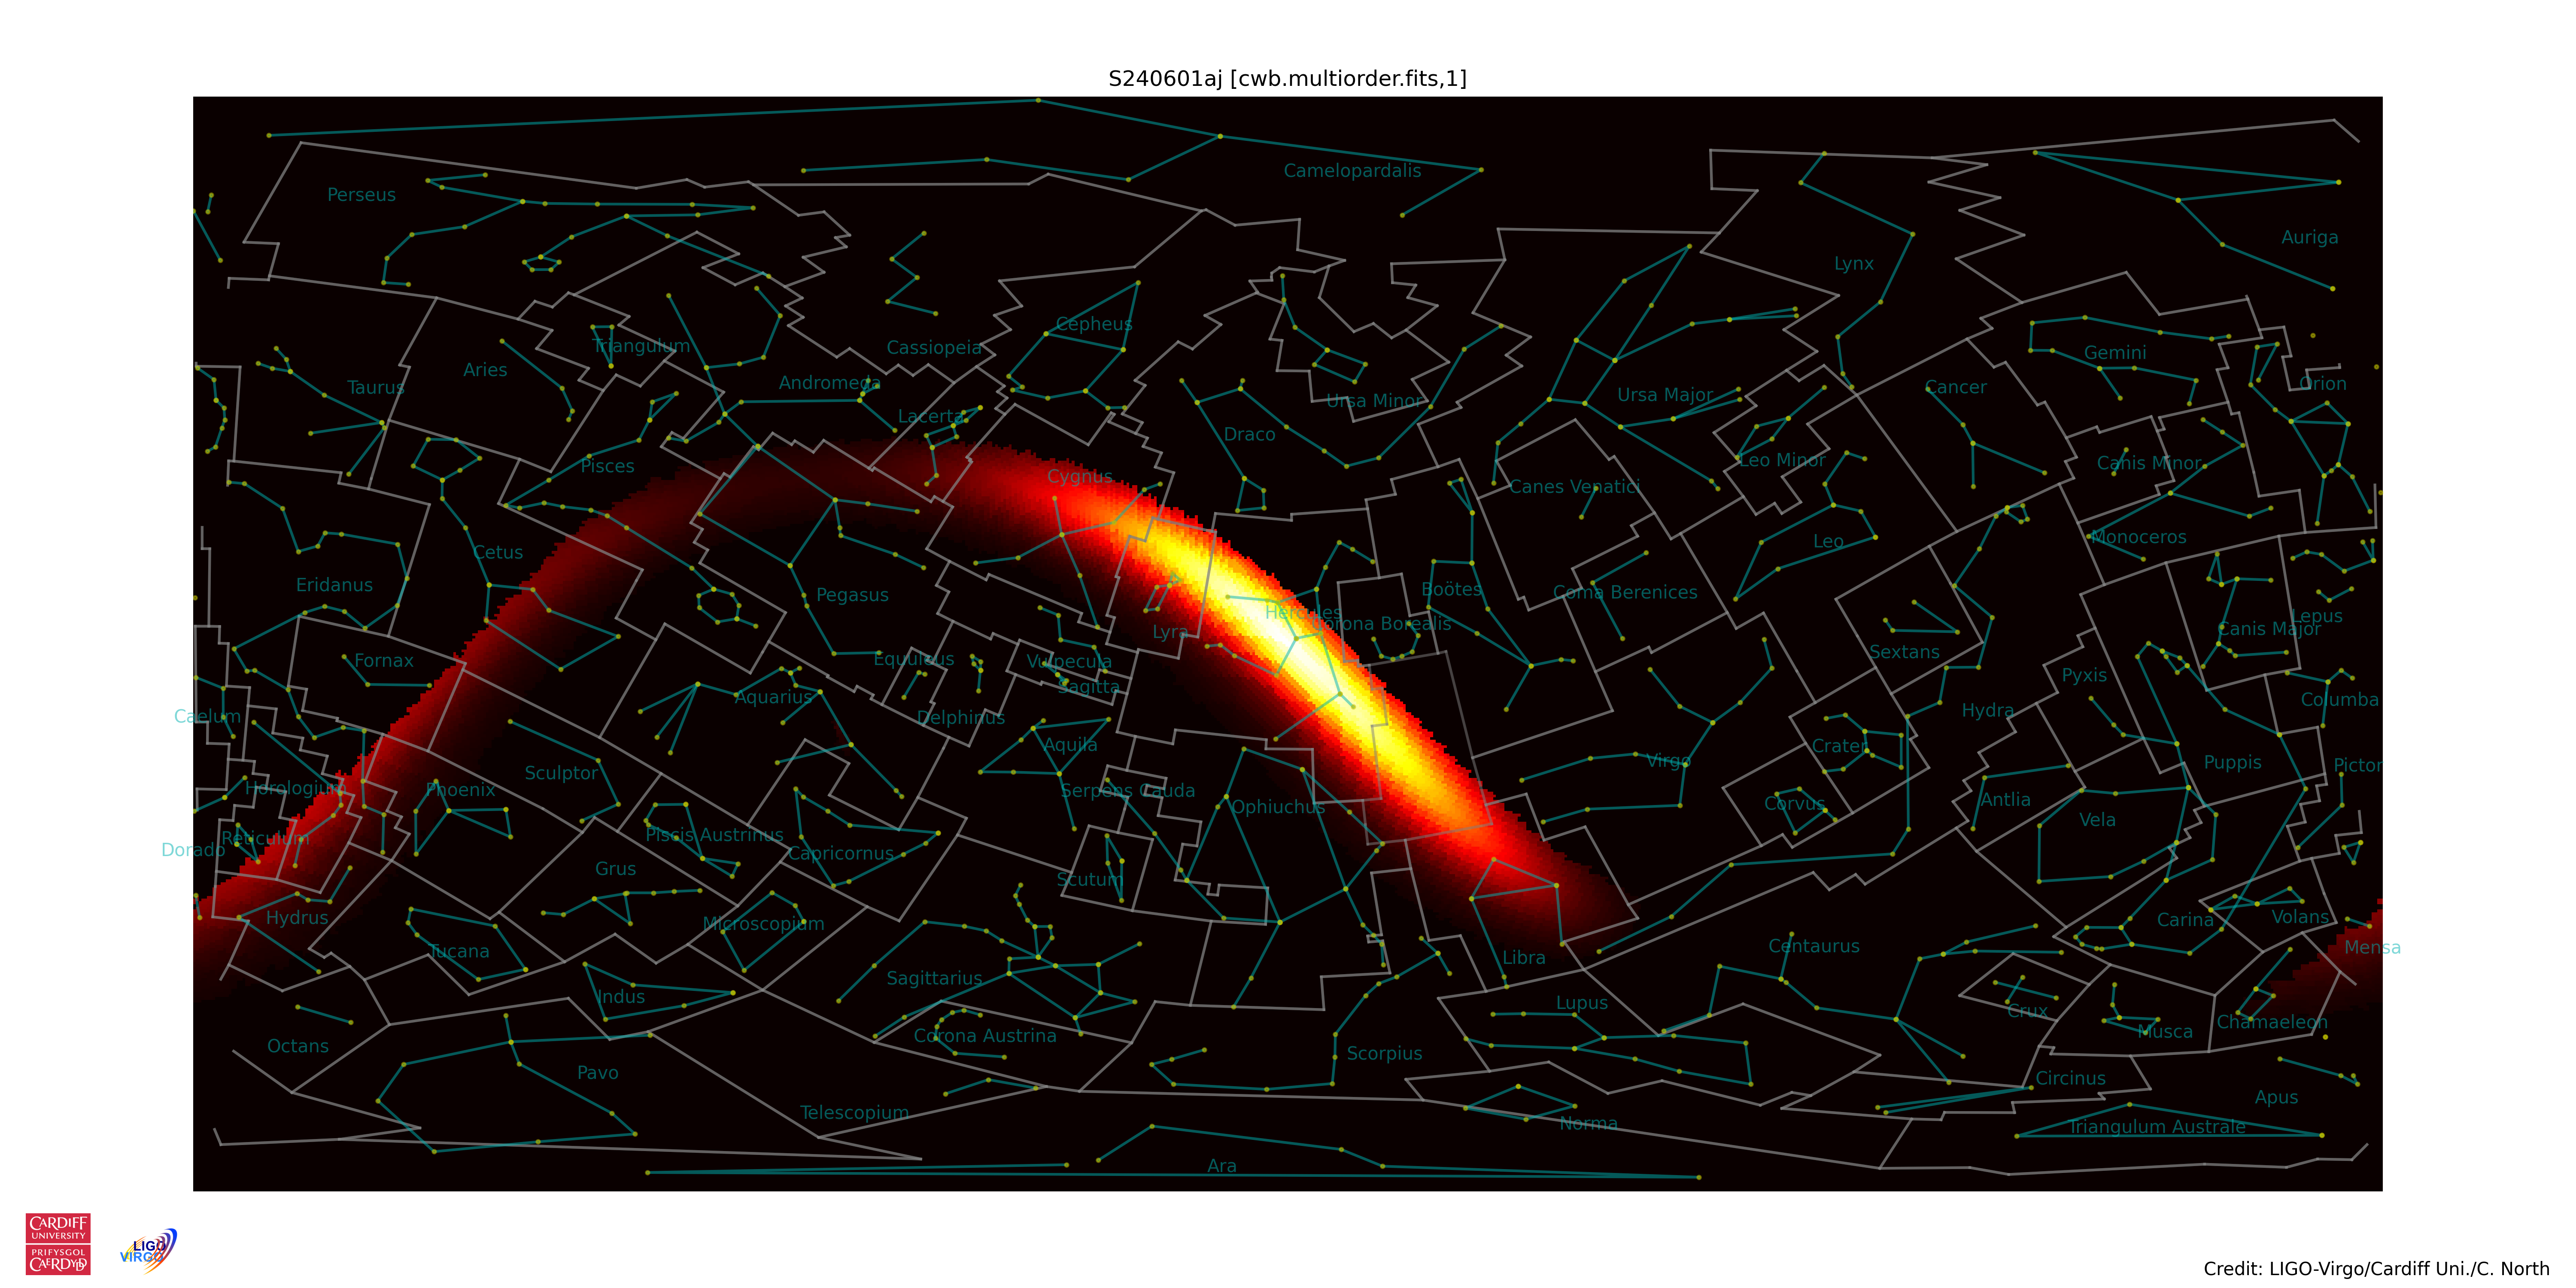 S240601aj [cwb.multiorder.fits,1]
Camelopardalis
Perseus
Auriga
Lynx
Cepheus
Triangulum
Cassiopeia
Gemini
Aries
Taurus
Andromeda
Orion
Cancer
Ursa Major
Ursa Minor
Lacerta
Draco
Pisces
Cygnus
Leo Minor
Canis Minor
Canes Venatici
Monoceros
Leo
Cetus
Eridanus
Pegasus
Boötes
Coma Berenices
Hercules
Lepus
Corona Borealis
Canis Major
Lyra
Sextans
Fornax
Equuleus
Vulpecula
Pyxis
Sagitta
Aquarius
Columba
Hydra
Caelum
Delphinus
Aquila
Crater
Virgo
Puppis
Pictor
Sculptor
Horologium
Phoenix
Serpens Cauda
Antlia
Corvus
Ophiuchus
Vela
Piscis Austrinus
Reticulum
Dorado
Capricornus
Grus
Scutum
Hydrus
Carina
Volans
Microscopium
Centaurus
Mensa
Tucana
Libra
Sagittarius
Indus
Lupus
Crux
Chamaeleon
Musca
Corona Austrina
Octans
Scorpius
Pavo
Circinus
Apus
Telescopium
Norma
Triangulum Australe
Ara
CARDIFF
UNIVERSITY
PRIFYSGOL
CAERDYDD
LIGO
VIRGO
Credit: LIGO-Virgo/Cardiff Uni./C. North